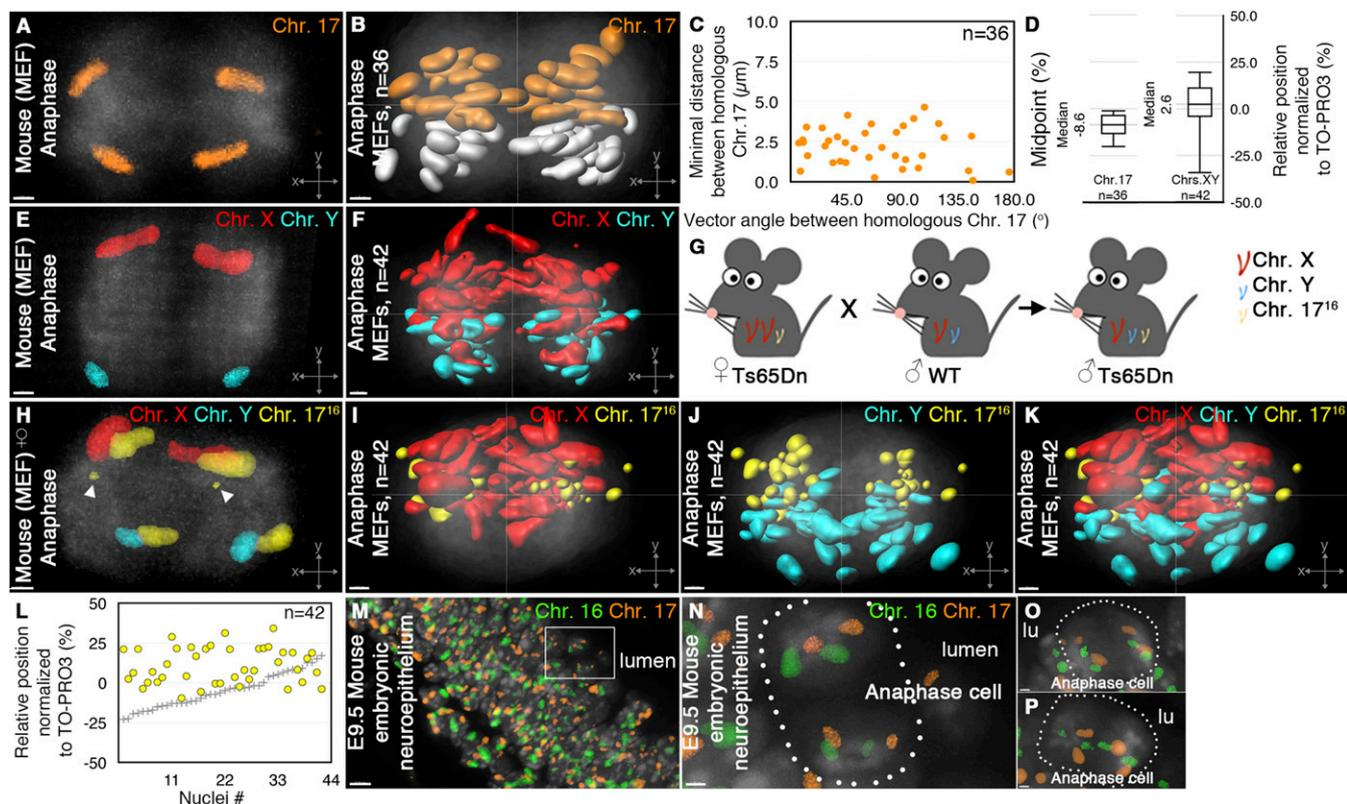 A
Chr. 17
Mouse (MEF)
Anaphase
x
y
B
Chr. 17
Anaphase
MEFs, n=36
x
y
C
n=36
Minimal distance
between homologous
Chr. 17 (µm)
10.0
7.5
5.0
2.5
0.0
45.0 90.0 135.0 180.0
Vector angle between homologous Chr. 17 (°)
D
Midpoint (%)
Median
-8.6
Median
2.6
Chr.17
n=36
Chrs.XY
n=42
50.0
25.0
0.0
-25.0
-50.0
Relative position
normalized
to TO-PRO3 (%)
E
Chr. X Chr. Y
Mouse (MEF)
Anaphase
x
y
F
Chr. X Chr. Y
Anaphase
MEFs, n=42
x
y
G
X
♀ Ts65Dn
♂ WT
♂ Ts65Dn
Chr. X
Chr. Y
Chr. 17¹⁶
H
Chr. X Chr. Y Chr. 17¹⁶
Mouse (MEF)
Anaphase
x
y
I
Chr. X Chr. 17¹⁶
Anaphase
MEFs, n=42
x
y
J
Chr. Y Chr. 17¹⁶
Anaphase
MEFs, n=42
x
y
K
Chr. X Chr. Y Chr. 17¹⁶
Anaphase
MEFs, n=42
x
y
L
n=42
Relative position
normalized
to TO-PRO3 (%)
50
25
0
-25
-50
11 22 33 44
Nuclei #
M
Chr. 16 Chr. 17
E9.5 Mouse
embryonic
neuroepithelium
lumen
N
Chr. 16 Chr. 17
E9.5 Mouse
embryonic
neuroepithelium
lumen
Anaphase cell
O
lu
Anaphase cell
P
lu
Anaphase cell